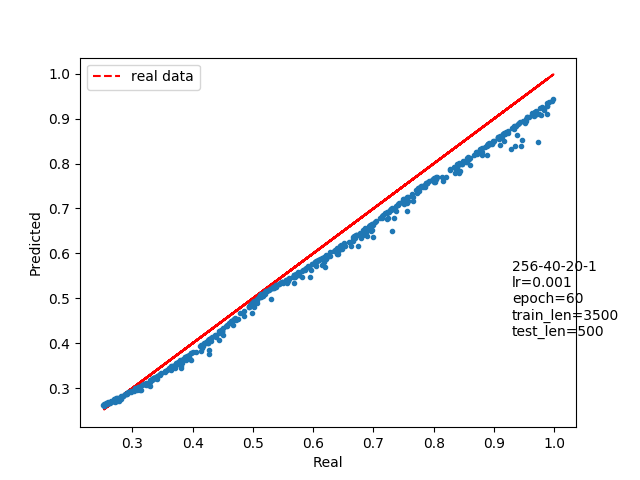 real data
1.0
0.9
0.8
0.7
0.6
0.5
0.4
0.3
Predicted
256-40-20-1
lr=0.001
epoch=60
train_len=3500
test_len=500
0.3 0.4 0.5 0.6 0.7 0.8 0.9 1.0
Real